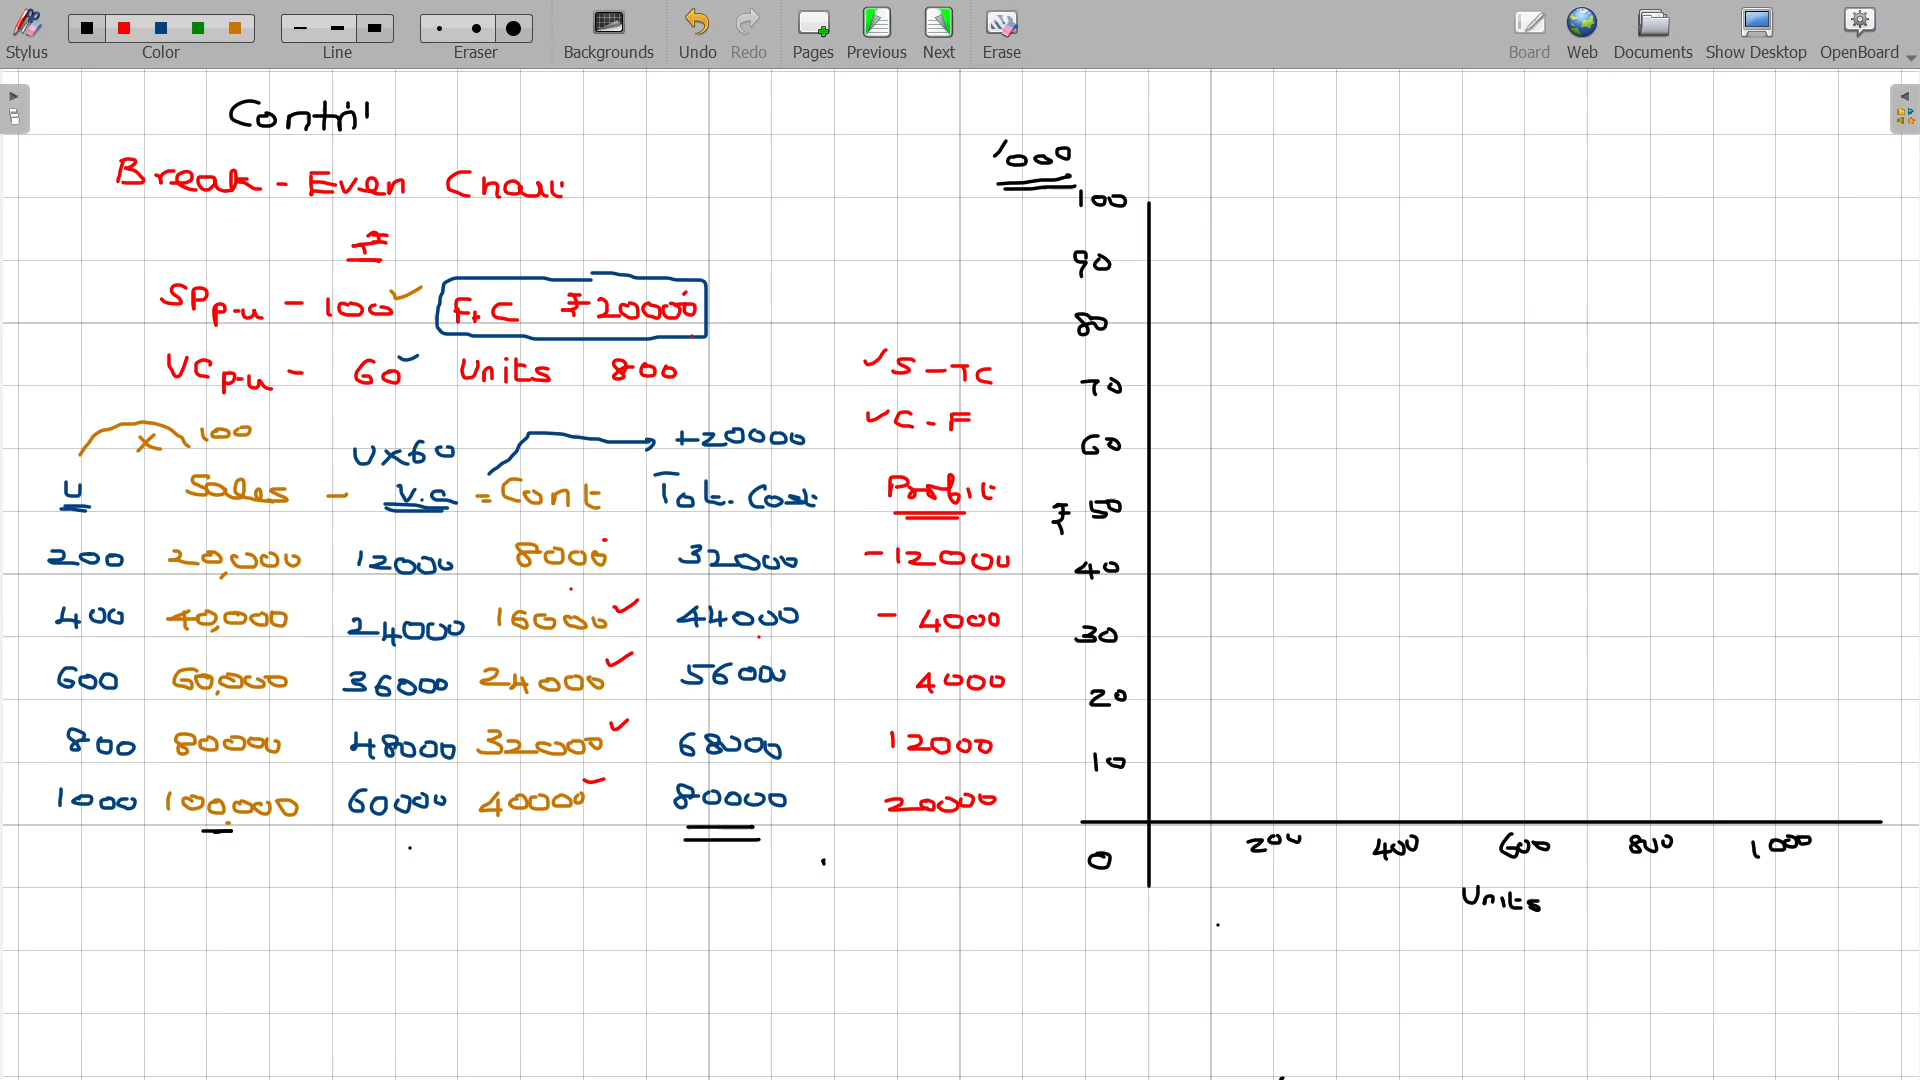 Stylus Color Line Eraser Backgrounds Undo Redo Pages Previous Next Erase Board Web Documents Show Desktop OpenBoard
Contri
Break-Even Chart
₹
SP p.u - 100 F.C ₹20000
VC p.u - 60 Units 800
✓S-TC
✓C-F
× 100 U×60 +20000
U Sales - V.C = Cont Tot. Cost Profit
200 20,000 12000 8000 32000 -12000
400 40,000 24000 16000 44000 - 4000
600 60,000 36000 24000 56000 4000
800 80000 48000 32000 68000 12000
1000 100,000 60000 40000 80000 20000
'000
100
90
80
70
60
₹ 50
40
30
20
10
0 200 400 600 800 1000
Units